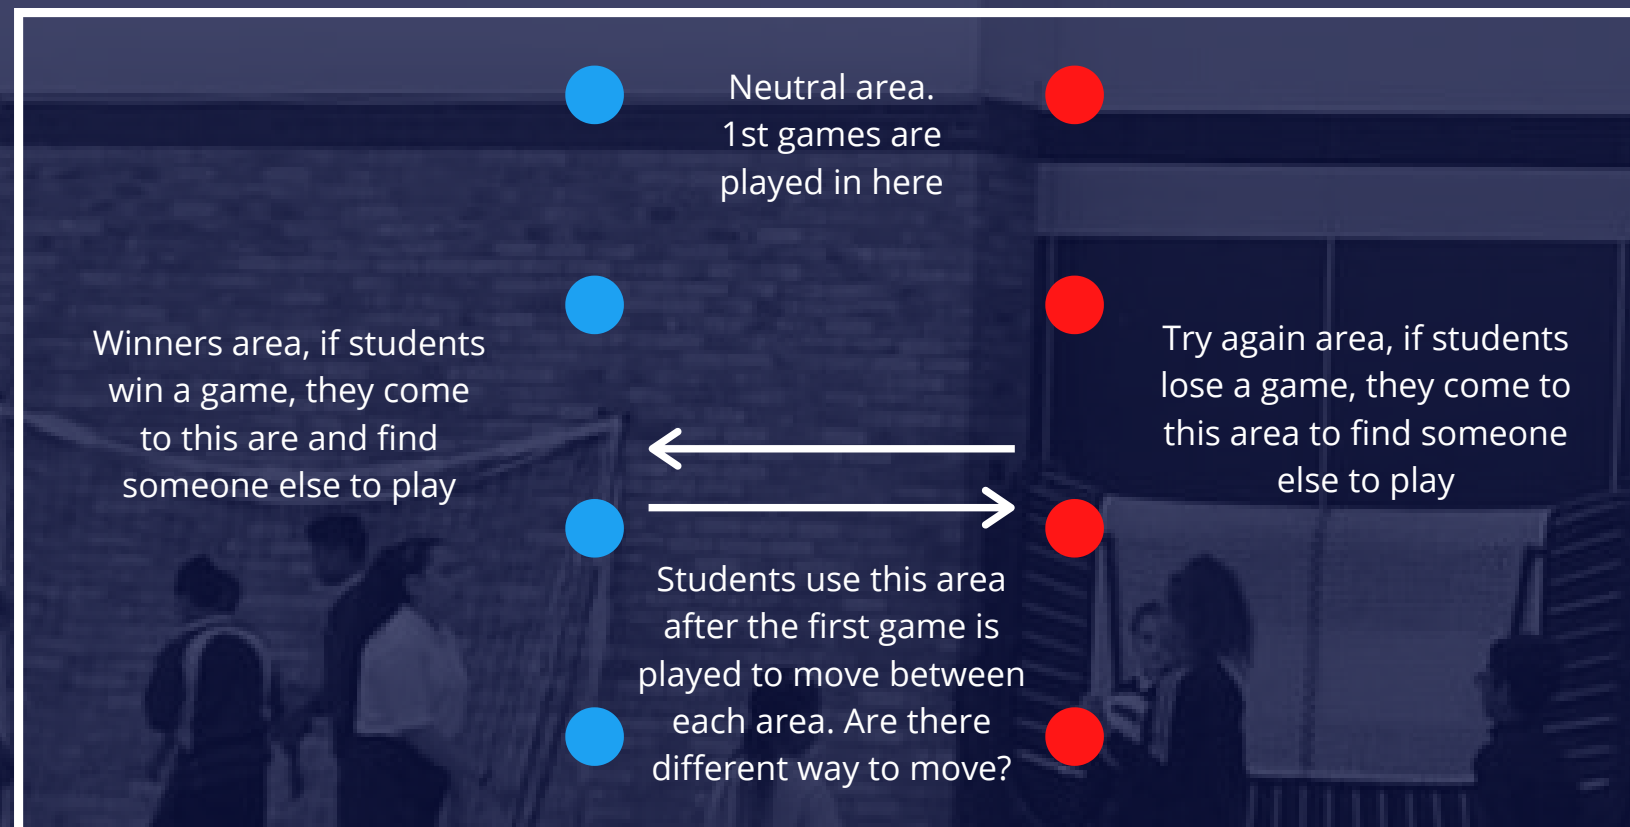 Neutral area.
1st games are
played in here
Winners area, if students
win a game, they come
to this are and find
someone else to play
Try again area, if students
lose a game, they come to
this area to find someone
else to play
Students use this area
after the first game is
played to move between
each area. Are there
different way to move?